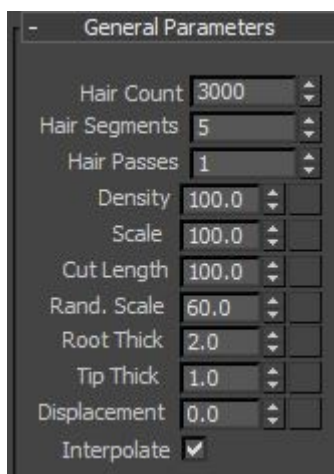 - General Parameters
Hair Count 3000
Hair Segments 5
Hair Passes 1
Density 100.0
Scale 100.0
Cut Length 100.0
Rand. Scale 60.0
Root Thick 2.0
Tip Thick 1.0
Displacement 0.0
Interpolate